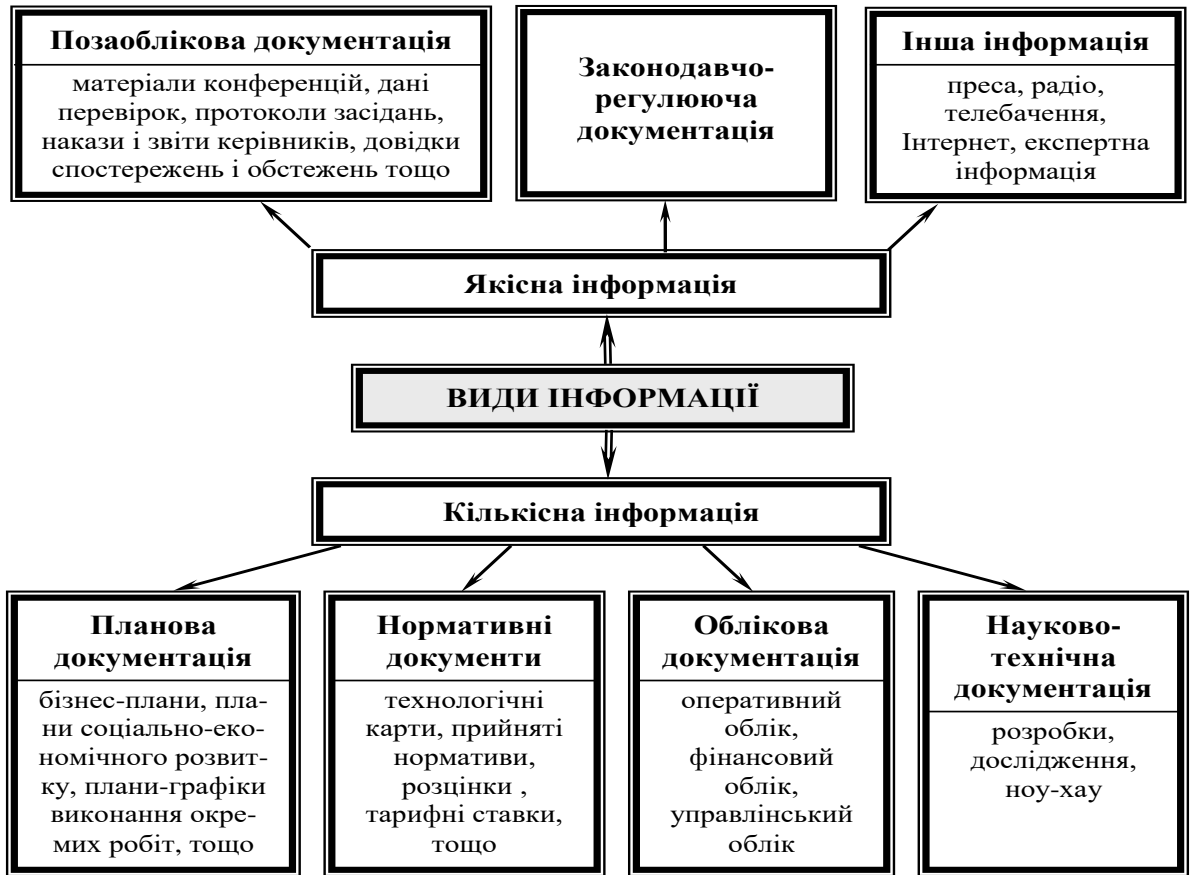 Позаоблікова документація
матеріали конференцій, дані
перевірок, протоколи засідань,
накази і звіти керівників, довідки
спостережень і обстежень тощо
Законодавчо-
регулююча
документація
Інша інформація
преса, радіо,
телебачення,
Інтернет, експертна
інформація
Якісна інформація
ВИДИ ІНФОРМАЦІЇ
Кількісна інформація
Планова
документація
бізнес-плани, пла-
ни соціально-еко-
номічного розвит-
ку, плани-графіки
виконання окре-
мих робіт, тощо
Нормативні
документи
технологічні
карти, прийняті
нормативи,
розцінки ,
тарифні ставки,
тощо
Облікова
документація
оперативний
облік,
фінансовий
облік,
управлінський
облік
Науково-
технічна
документація
розробки,
дослідження,
ноу-хау